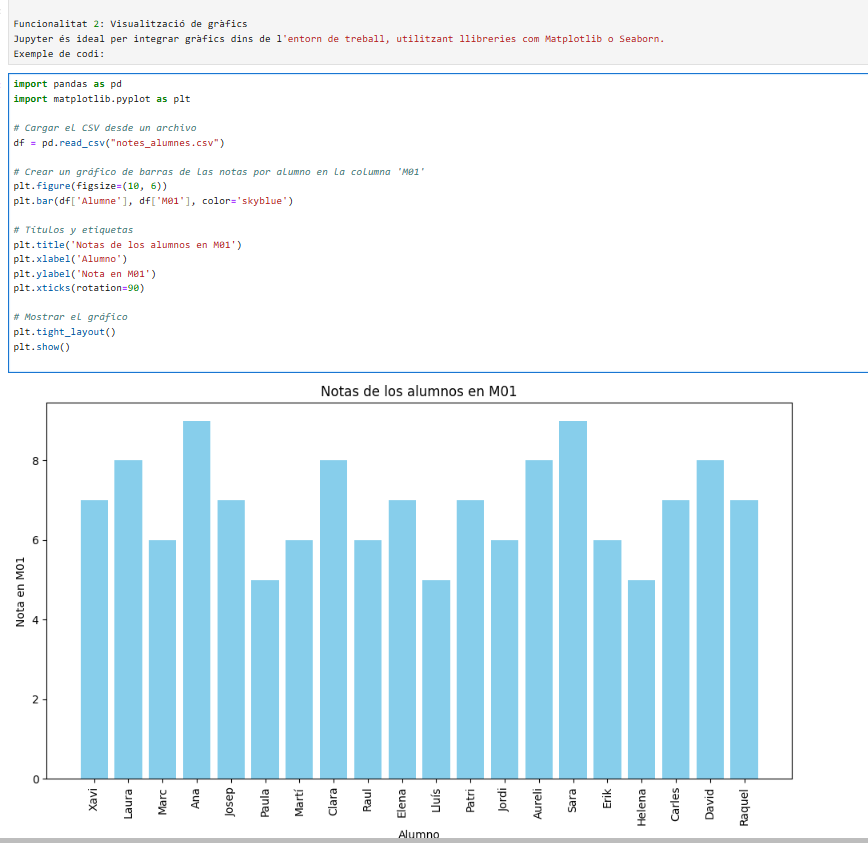 Funcionalitat 2: Visualització de gràfics
Jupyter és ideal per integrar gràfics dins de l'entorn de treball, utilitzant llibreries com Matplotlib o Seaborn.
Exemple de codi:
import pandas as pd
import matplotlib.pyplot as plt
# Cargar el CSV desde un archivo
df = pd.read_csv("notes_alumnes.csv")
# Crear un gráfico de barras de las notas por alumno en la columna 'M01'
plt.figure(figsize=(10, 6))
plt.bar(df['Alumne'], df['M01'], color='skyblue')
# Títulos y etiquetas
plt.title('Notas de los alumnos en M01')
plt.xlabel('Alumno')
plt.ylabel('Nota en M01')
plt.xticks(rotation=90)
# Mostrar el gráfico
plt.tight_layout()
plt.show()
Notas de los alumnos en M01
Nota en M01
8
6
4
2
0
Xavi
Laura
Marc
Ana
Josep
Paula
Martí
Clara
Raul
Elena
Lluís
Patri
Jordi
Aureli
Sara
Erik
Helena
Carles
David
Raquel
Alumno